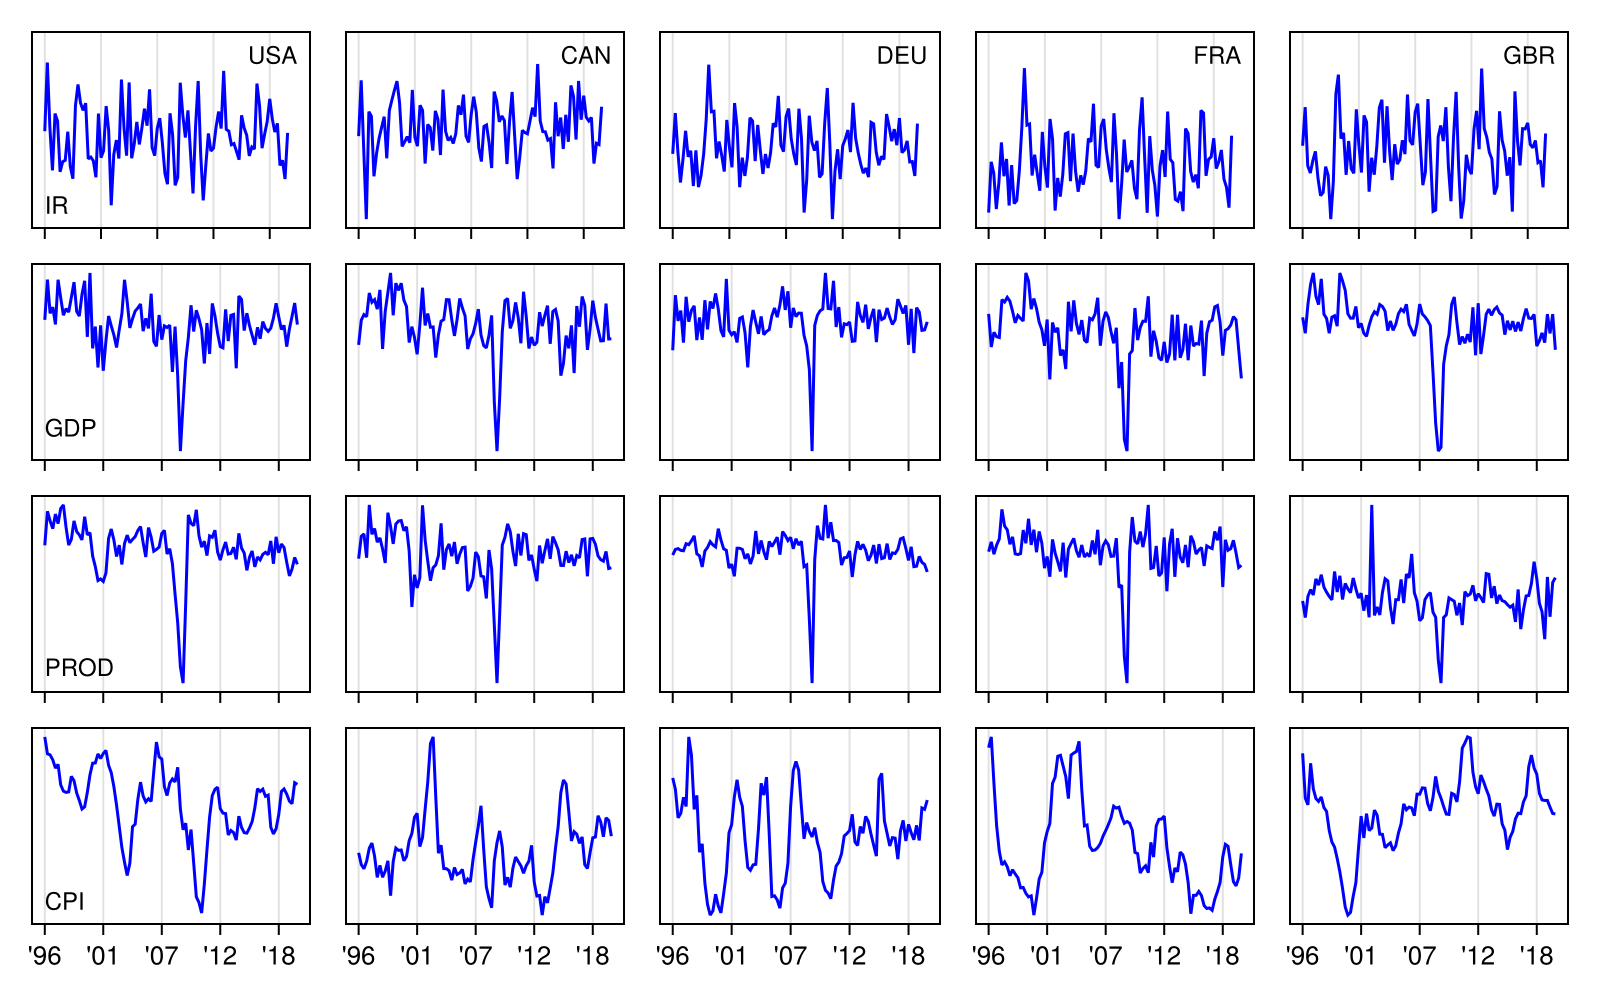 USA CAN DEU FRA GBR
IR
GDP
PROD
CPI
'96 '01 '07 '12 '18 '96 '01 '07 '12 '18 '96 '01 '07 '12 '18 '96 '01 '07 '12 '18 '96 '01 '07 '12 '18